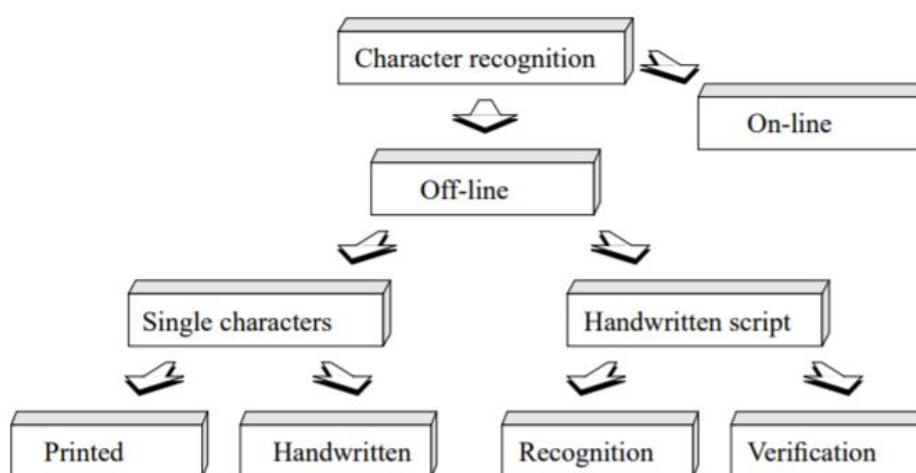 Character recognition
On-line
Off-line
Single characters
Handwritten script
Printed
Handwritten
Recognition
Verification